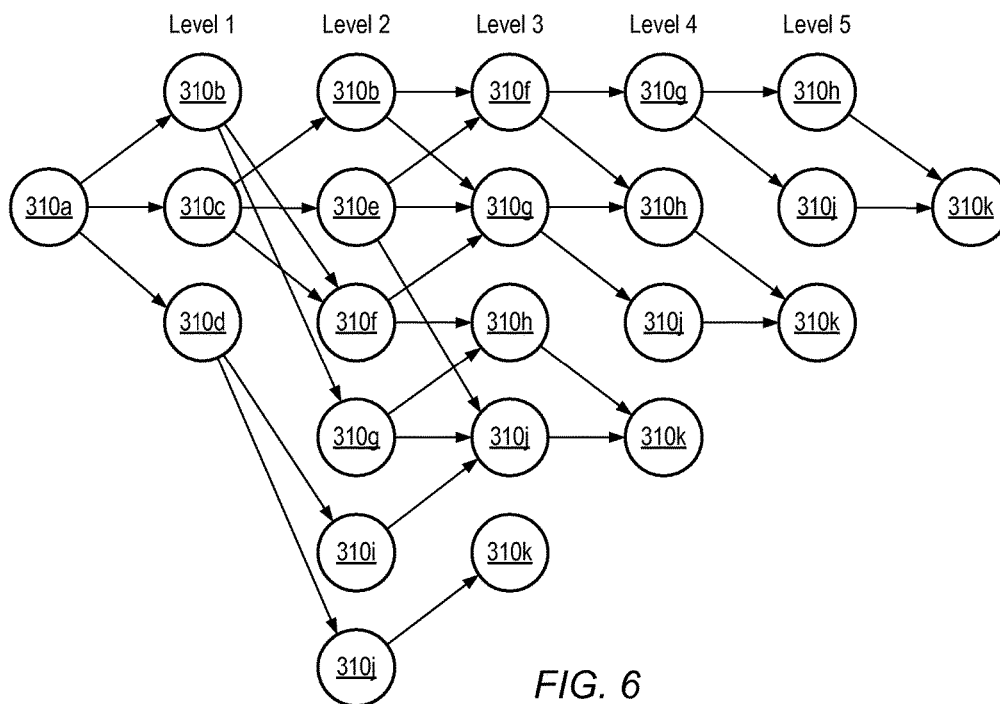 Level 1 Level 2 Level 3 Level 4 Level 5
310b 310b 310f 310g 310h
310a 310c 310e 310g 310h 310j 310k
310d 310f 310h 310j 310k
310g 310j 310k
310i 310k
310j
FIG. 6